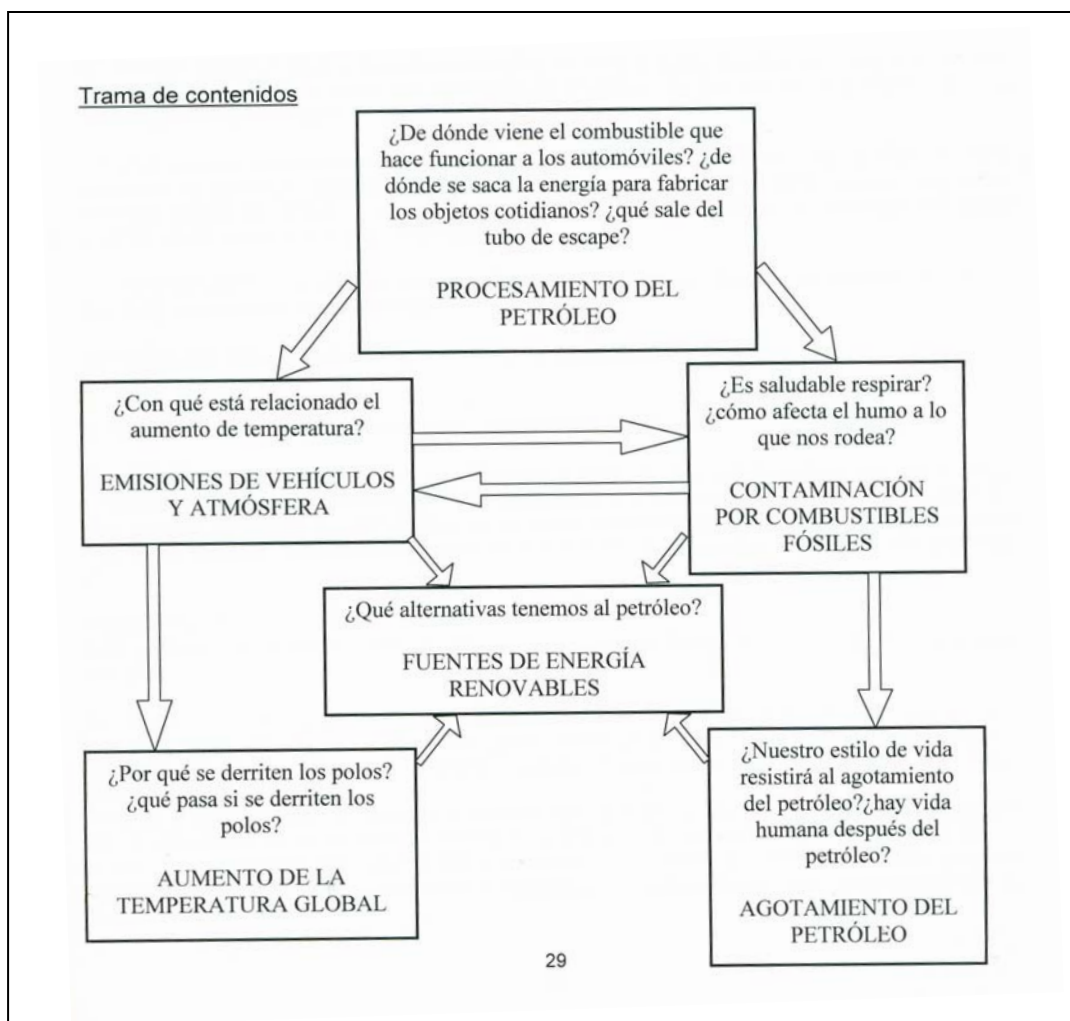 Trama de contenidos
¿De dónde viene el combustible que
hace funcionar a los automóviles? ¿de
dónde se saca la energía para fabricar
los objetos cotidianos? ¿qué sale del
tubo de escape?
PROCESAMIENTO DEL
PETRÓLEO
¿Con qué está relacionado el
aumento de temperatura?
EMISIONES DE VEHÍCULOS
Y ATMÓSFERA
¿Es saludable respirar?
¿cómo afecta el humo a lo
que nos rodea?
CONTAMINACIÓN
POR COMBUSTIBLES
FÓSILES
¿Qué alternativas tenemos al petróleo?
FUENTES DE ENERGÍA
RENOVABLES
¿Por qué se derriten los polos?
¿qué pasa si se derriten los
polos?
AUMENTO DE LA
TEMPERATURA GLOBAL
¿Nuestro estilo de vida
resistirá al agotamiento
del petróleo?¿hay vida
humana después del
petróleo?
AGOTAMIENTO DEL
PETRÓLEO
29